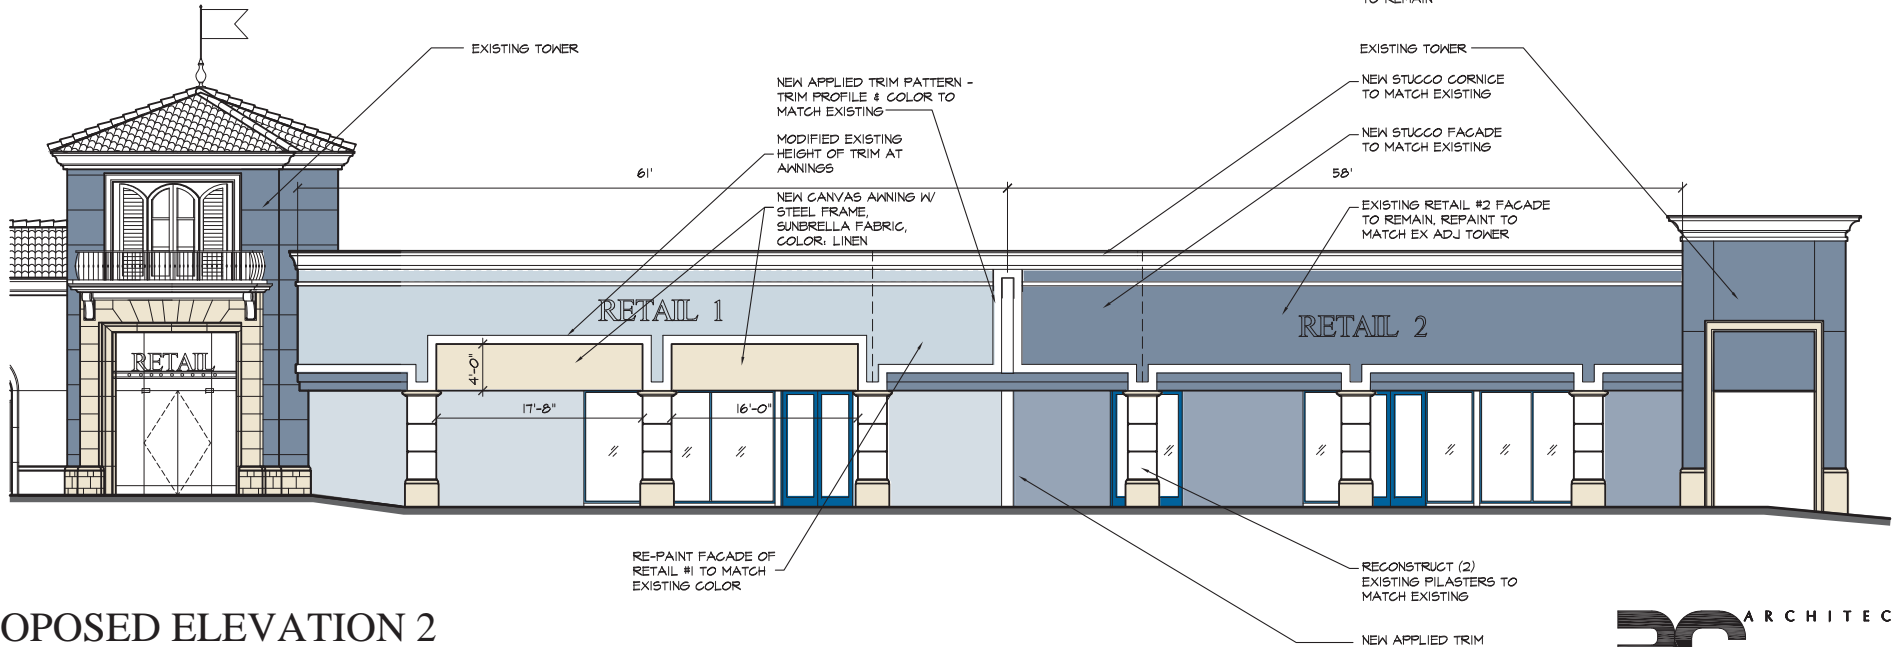 TO REMAIN
EXISTING TOWER
EXISTING TOWER
NEW APPLIED TRIM PATTERN -
TRIM PROFILE & COLOR TO
MATCH EXISTING
NEW STUCCO CORNICE
TO MATCH EXISTING
MODIFIED EXISTING
HEIGHT OF TRIM AT
AWNINGS
NEW STUCCO FACADE
TO MATCH EXISTING
61'
58'
NEW CANVAS AWNING W/
STEEL FRAME,
SUNBRELLA FABRIC,
COLOR: LINEN
EXISTING RETAIL #2 FACADE
TO REMAIN. REPAINT TO
MATCH EX ADJ TOWER
RETAIL 1
RETAIL 2
RETAIL
4'-0"
17'-8"
16'-0"
RE-PAINT FACADE OF
RETAIL #1 TO MATCH
EXISTING COLOR
RECONSTRUCT (2)
EXISTING PILASTERS TO
MATCH EXISTING
NEW APPLIED TRIM
OPOSED ELEVATION 2
ARCHITEC